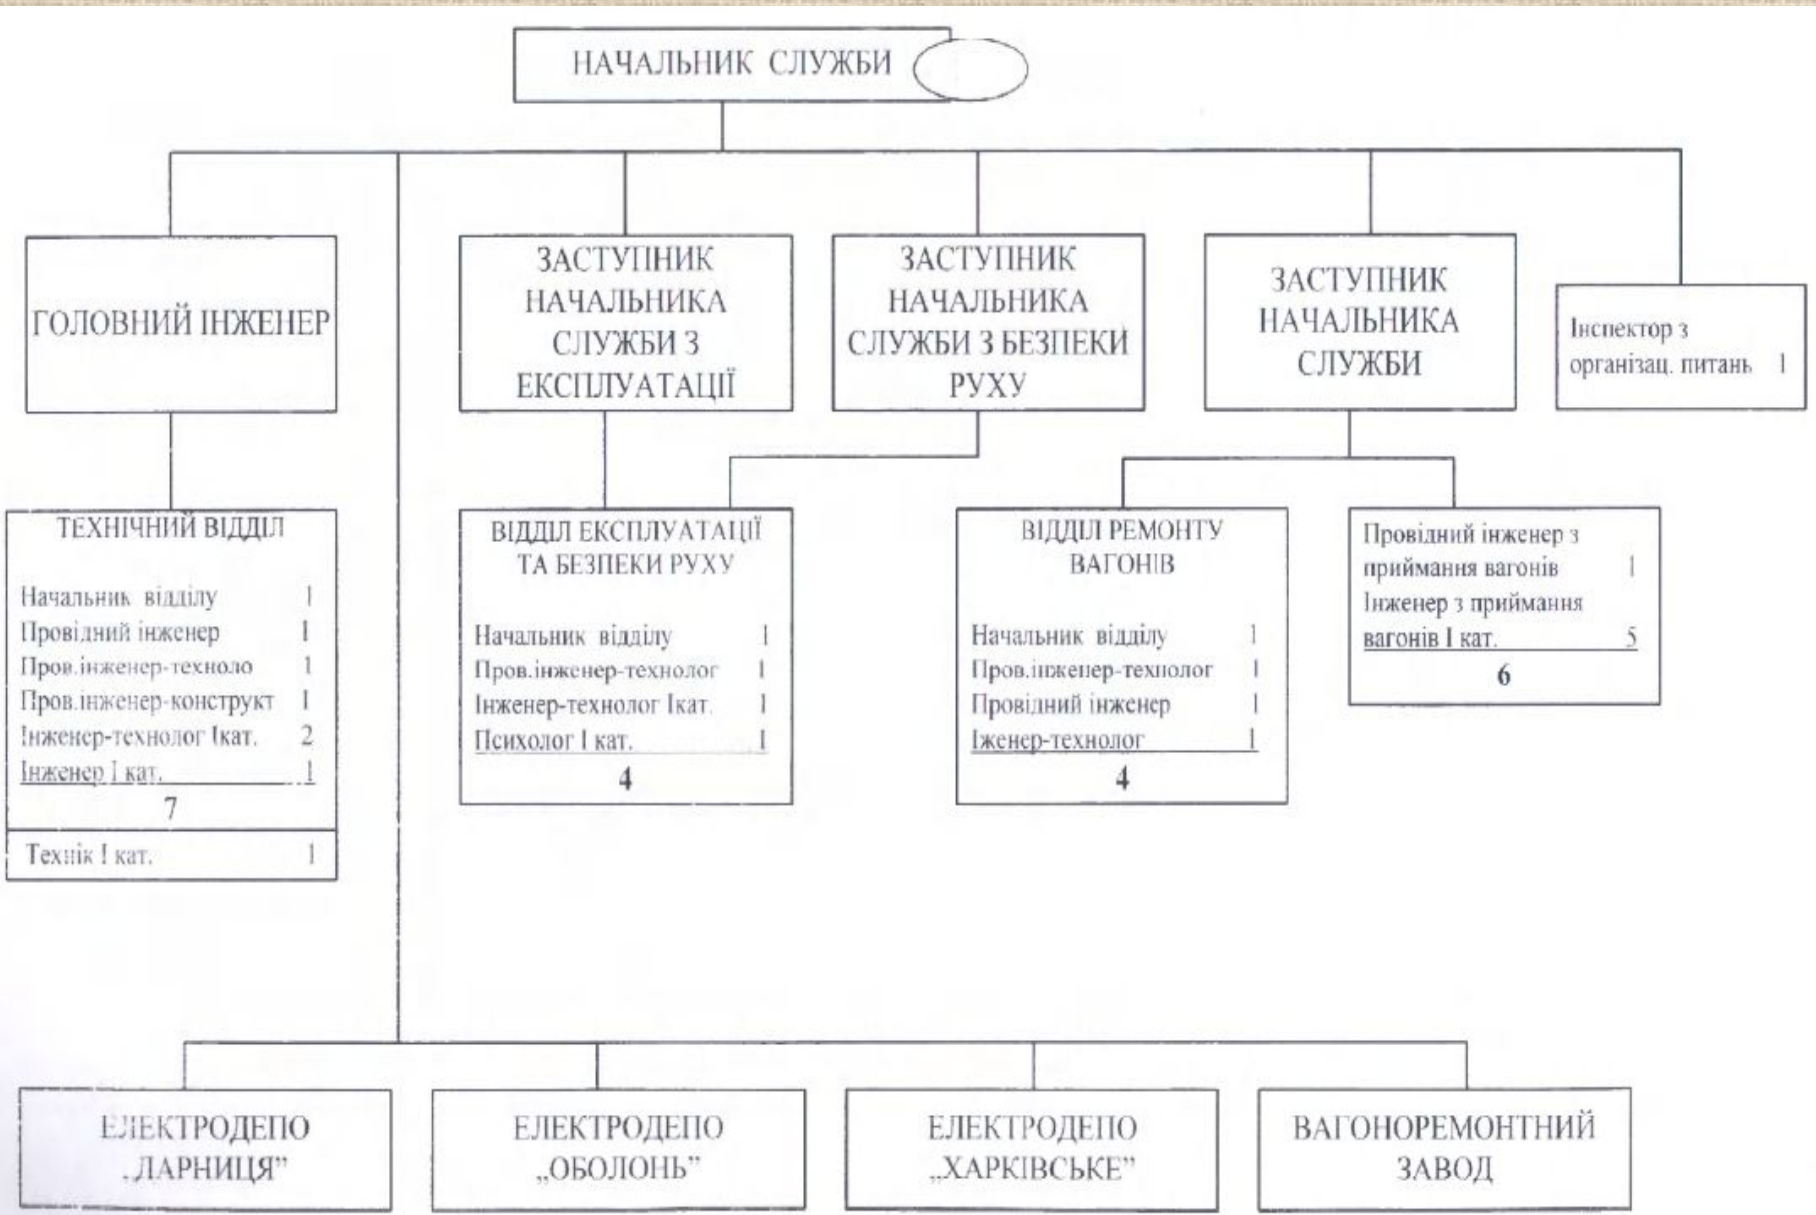 НАЧАЛЬНИК СЛУЖБИ
ГОЛОВНИЙ ІНЖЕНЕР
ЗАСТУПНИК
НАЧАЛЬНИКА
СЛУЖБИ З
ЕКСПЛУАТАЦІЇ
ЗАСТУПНИК
НАЧАЛЬНИКА
СЛУЖБИ З БЕЗПЕКИ
РУХУ
ЗАСТУПНИК
НАЧАЛЬНИКА
СЛУЖБИ
Інспектор з
організац. питань 1
ТЕХНІЧНИЙ ВІДДІЛ
Начальник відділу 1
Провідний інженер 1
Пров.інженер-техноло 1
Пров.інженер-конструкт 1
Інженер-технолог Ікат. 2
Інженер І кат. 1
7
Технік І кат. 1
ВІДДІЛ ЕКСПЛУАТАЦІЇ
ТА БЕЗПЕКИ РУХУ
Начальник відділу 1
Пров.інженер-технолог 1
Інженер-технолог Ікат. 1
Психолог І кат. 1
4
ВІДДІЛ РЕМОНТУ
ВАГОНІВ
Начальник відділу 1
Пров.інженер-технолог 1
Провідний інженер 1
Іженер-технолог 1
4
Провідний інженер з
приймання вагонів 1
Інженер з приймання
вагонів І кат. 5
6
ЕЛЕКТРОДЕПО
„ДАРНИЦЯ”
ЕЛЕКТРОДЕПО
„ОБОЛОНЬ”
ЕЛЕКТРОДЕПО
„ХАРКІВСЬКЕ”
ВАГОНОРЕМОНТНИЙ
ЗАВОД